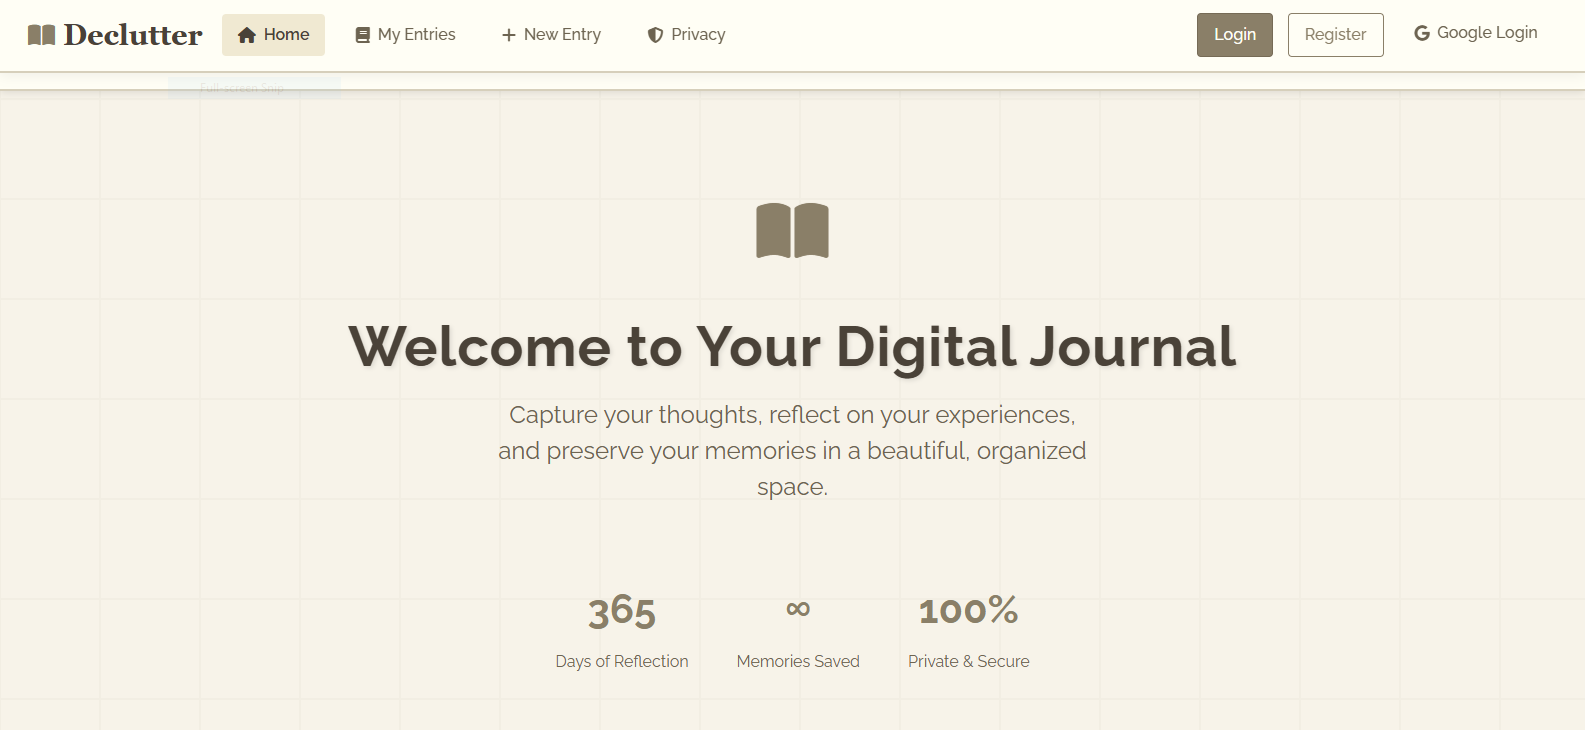 Declutter
Home
My Entries
New Entry
Privacy
Login
Register
Google Login
Full-screen Snip
Welcome to Your Digital Journal
Capture your thoughts, reflect on your experiences,
and preserve your memories in a beautiful, organized
space.
365
∞
100%
Days of Reflection
Memories Saved
Private & Secure